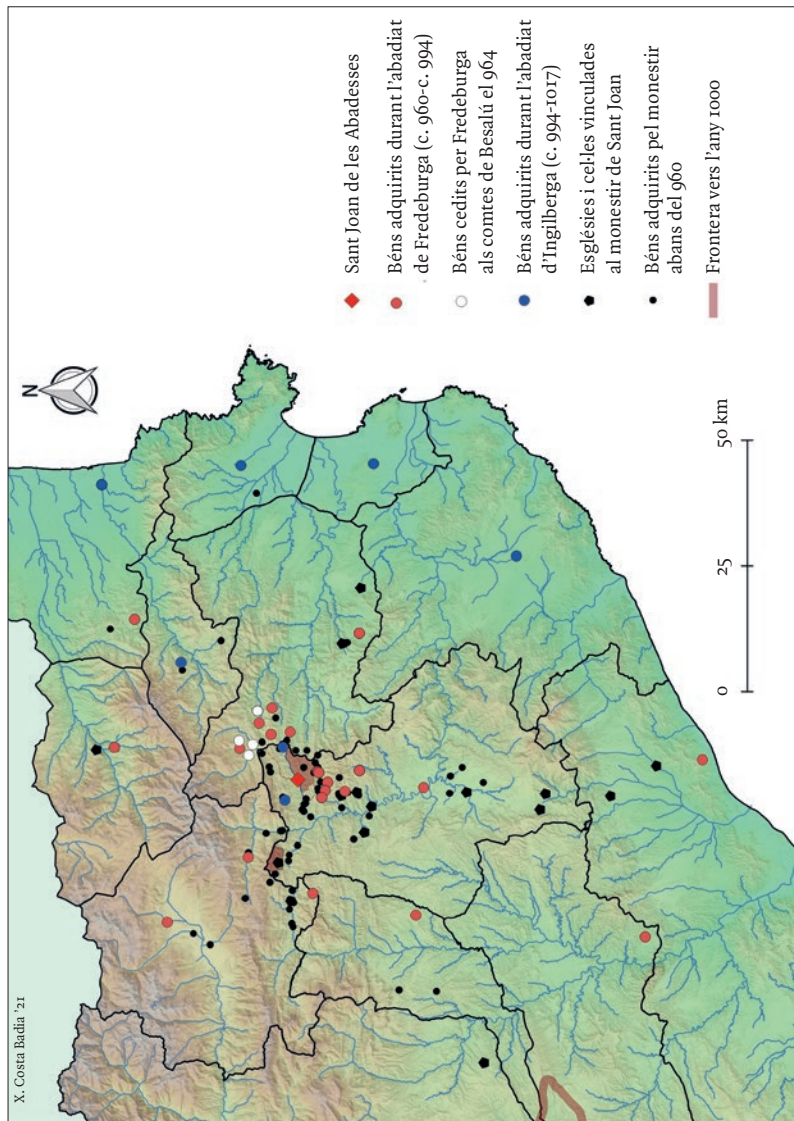 X. Costa Badia '21
N
Sant Joan de les Abadesses
Béns adquirits durant l'abadiat
de Fredeburga (c. 960-c. 994)
Béns cedits per Fredeburga
als comtes de Besalú el 964
Béns adquirits durant l'abadiat
d'Ingilberga (c. 994-1017)
Esglésies i cel·les vinculades
al monestir de Sant Joan
Béns adquirits pel monestir
abans del 960
Frontera vers l'any 1000
0 25 50 km